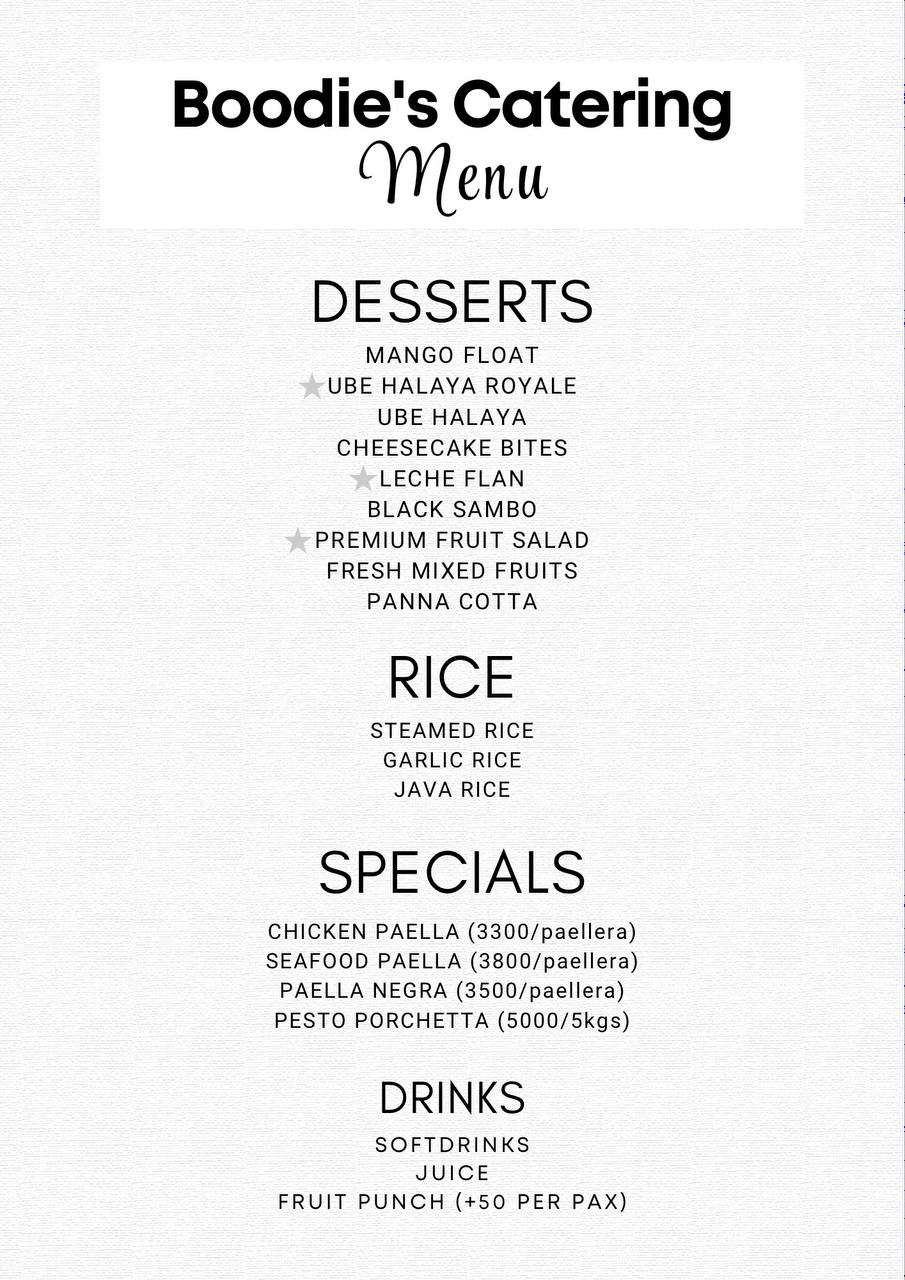 Boodie's Catering
Menu
DESSERTS
MANGO FLOAT
★UBE HALAYA ROYALE
UBE HALAYA
CHEESECAKE BITES
★LECHE FLAN
BLACK SAMBO
★PREMIUM FRUIT SALAD
FRESH MIXED FRUITS
PANNA COTTA
RICE
STEAMED RICE
GARLIC RICE
JAVA RICE
SPECIALS
CHICKEN PAELLA (3300/paellera)
SEAFOOD PAELLA (3800/paellera)
PAELLA NEGRA (3500/paellera)
PESTO PORCHETTA (5000/5kgs)
DRINKS
SOFTDRINKS
JUICE
FRUIT PUNCH (+50 PER PAX)